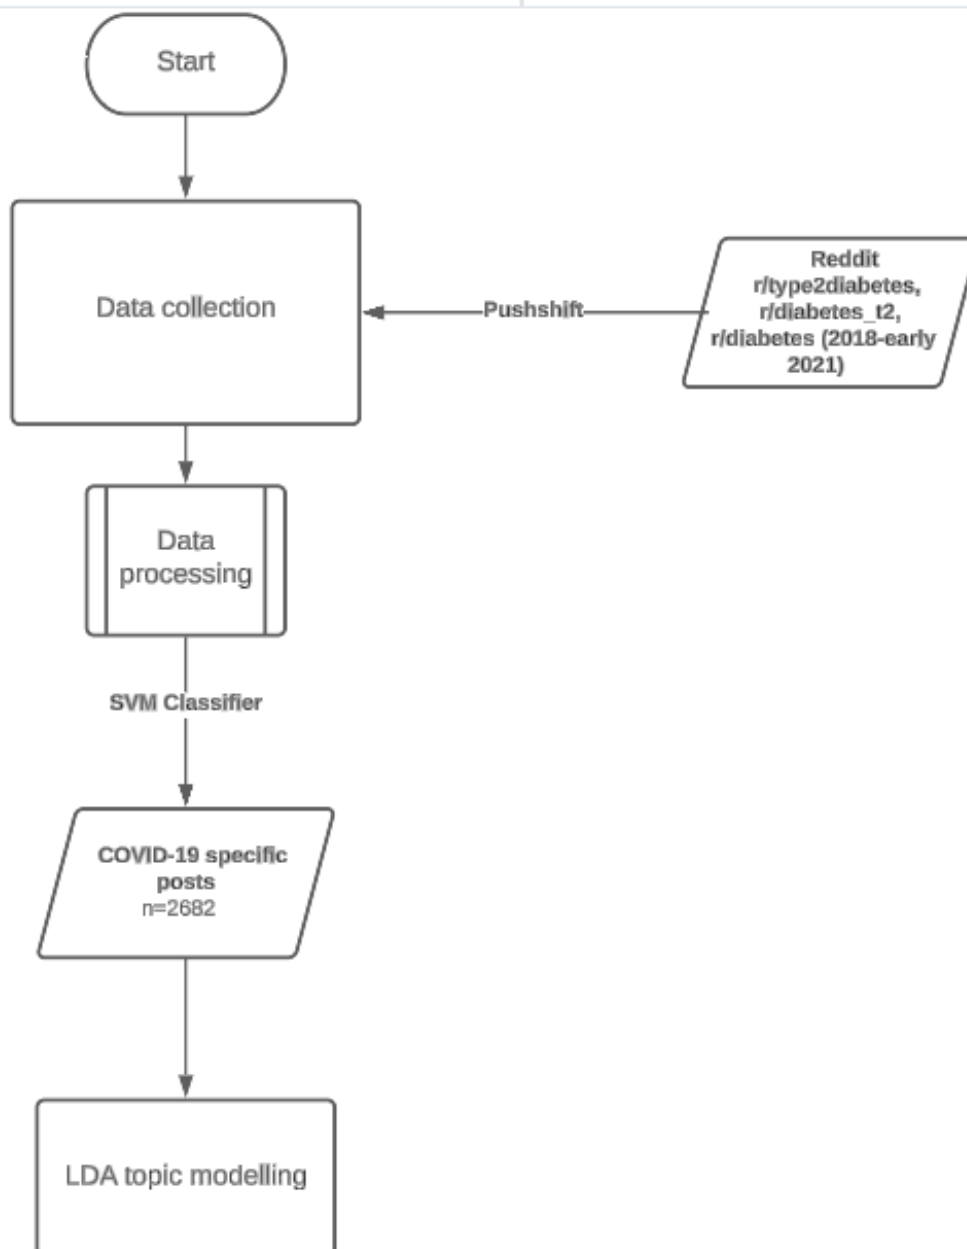 Start
Data collection
Pushshift
Reddit
r/type2diabetes,
r/diabetes_t2,
r/diabetes (2018-early
2021)
Data
processing
SVM Classifier
COVID-19 specific
posts
n=2682
LDA topic modelling